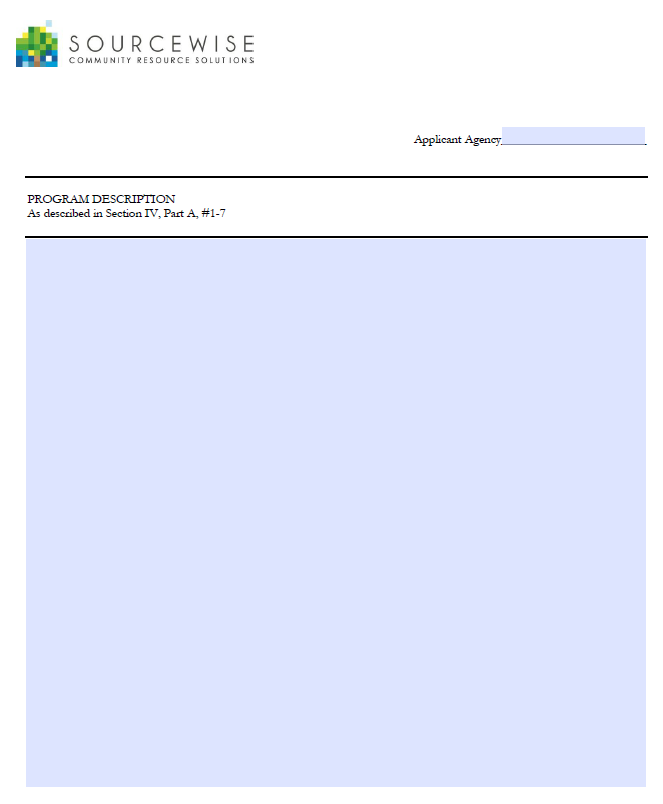 SOURCEWISE
COMMUNITY RESOURCE SOLUTIONS
Applicant Agency
PROGRAM DESCRIPTION
As described in Section IV, Part A, #1-7